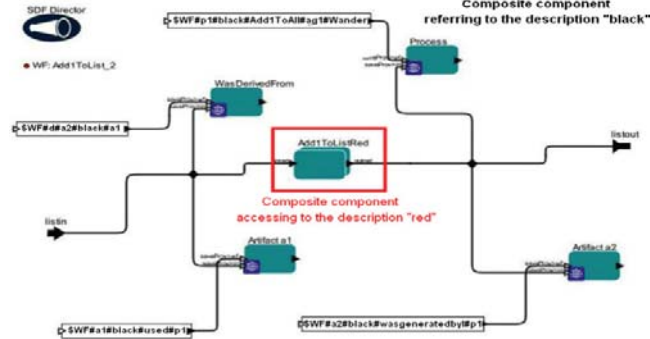 SDF Director
$WF#p1#black#Add1ToAll#ag1#Wander
Composite component
referring to the description "black"
Process
WF: Add1ToList_2
WasDerivedFrom
$WF#d#a2#black#a1
Add1ToListRed
listout
Composite component
accessing to the description "red"
listin
Artifact a1
Artifact a2
$WF#a1#black#used#p1
$WF#a2#black#wasgeneratedby#p1